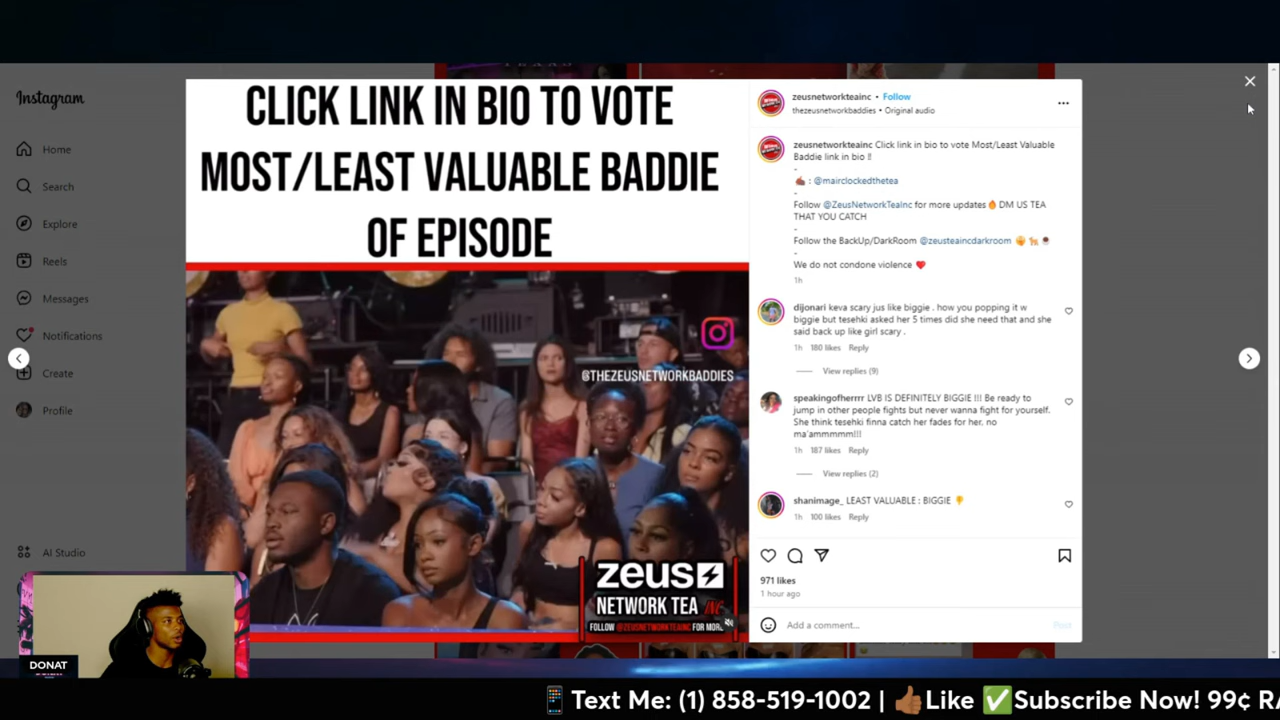 Instagram
Home
Search
Explore
Reels
Messages
Notifications
Create
Profile
AI Studio
CLICK LINK IN BIO TO VOTE
MOST/LEAST VALUABLE BADDIE
OF EPISODE
@THEZEUSNETWORKBADDIES
zeus
NETWORK TEA INC
FOLLOW @ZEUSNETWORKTEAINC FOR MORE
zeusnetworkteainc • Follow
thezeusnetworkbaddies • Original audio
zeusnetworkteainc Click link in bio to vote Most/Least Valuable
Baddie link in bio ‼️
-
✍🏾 : @mairclockedthetea
-
Follow @ZeusNetworkTeaInc for more updates🔥 DM US TEA
THAT YOU CATCH
-
Follow the BackUp/DarkRoom @zeusteaincdarkroom
-
We do not condone violence ❤️
1h
dijonari keva scary jus like biggie . how you popping it w
biggie but tesehki asked her 5 times did she need that and she
said back up like girl scary .
1h 180 likes Reply
View replies (9)
speakingofherrrr LVB IS DEFINITELY BIGGIE !!! Be ready to
jump in other people fights but never wanna fight for yourself.
She think tesehki finna catch her fades for her. no
ma'ammmmm!!!
1h 187 likes Reply
View replies (2)
shanimage_ LEAST VALUABLE : BIGGIE 👎
1h 100 likes Reply
971 likes
1 hour ago
Add a comment...
Post
DONAT
📱 Text Me: (1) 858-519-1002 | 👍🏾Like ✅Subscribe Now! 99¢ RA